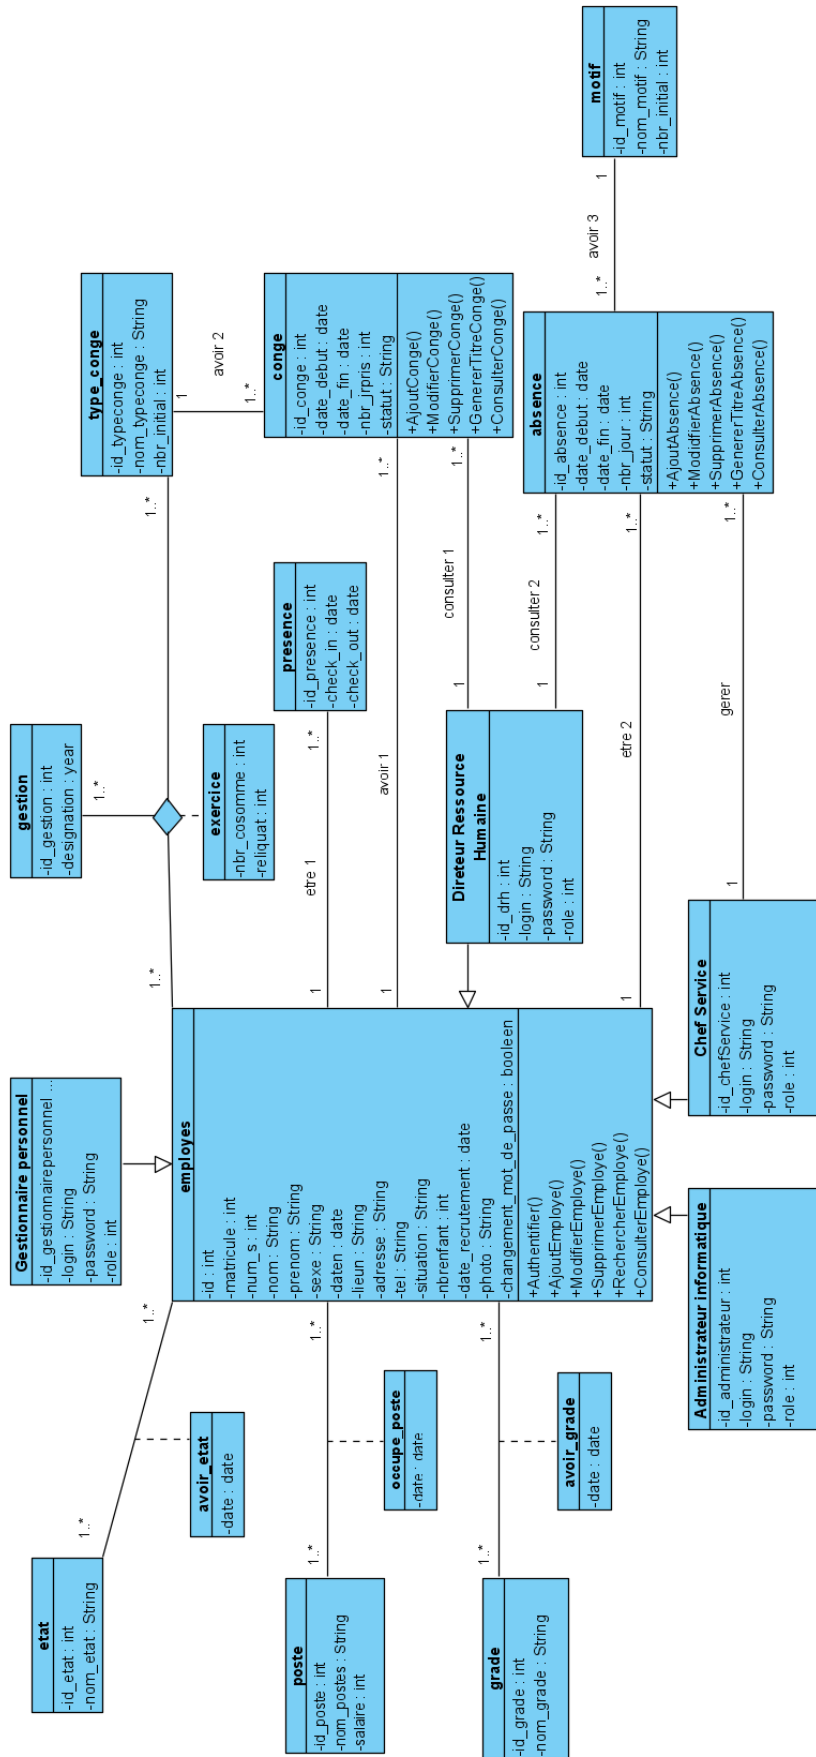 etat
-id_etat : int
-nom_etat : String
1..*
1..*
avoir_etat
-date : date
poste
-id_poste : int
-nom_postes : String
-salaire : int
1..*
1..*
occupe_poste
-date : date
grade
-id_grade : int
-nom_grade : String
1..*
1..*
avoir_grade
-date : date
Gestionnaire personnel
-id_gestionnairepersonnel ...
-login : String
-password : String
-role : int
employes
-id : int
-matricule : int
-num_s : int
-nom : String
-prenom : String
-sexe : String
-daten : date
-lieun : String
-adresse : String
-tel : String
-situation : String
-nbrenfant : int
-date_recrutement : date
-photo : String
-changement_mot_de_passe : booleen
+Authentifier()
+AjoutEmploye()
+ModifierEmploye()
+SupprimerEmploye()
+RechercherEmploye()
+ConsulterEmploye()
Administrateur informatique
-id_administrateur : int
-login : String
-password : String
-role : int
Chef Service
-id_chefService : int
-login : String
-password : String
-role : int
gestion
-id_gestion : int
-designation : year
1..*
1..*
1..*
exercice
-nbr_cosomme : int
-reliquat : int
1
etre 1
1..*
presence
-id_presence : int
-check_in : date
-check_out : date
1
avoir 1
1..*
Direteur Ressource
Humaine
-id_drh : int
-login : String
-password : String
-role : int
1
consulter 1
1..*
1
consulter 2
1..*
1
etre 2
1..*
1
gerer
1..*
type_conge
-id_typeconge : int
-nom_typeconge : String
-nbr_initial : int
1
avoir 2
1..*
conge
-id_conge : int
-date_debut : date
-date_fin : date
-nbr_jrpris : int
-statut : String
+AjoutConge()
+ModifierConge()
+SupprimerConge()
+GenererTitreConge()
+ConsulterConge()
absence
-id_absence : int
-date_debut : date
-date_fin : date
-nbr_jour : int
-statut : String
+AjoutAbsence()
+ModidfierAbsence()
+SupprimerAbsence()
+GenererTitreAbsence()
+ConsulterAbsence()
1..*
avoir 3
1
motif
-id_motif : int
-nom_motif : String
-nbr_initial : int